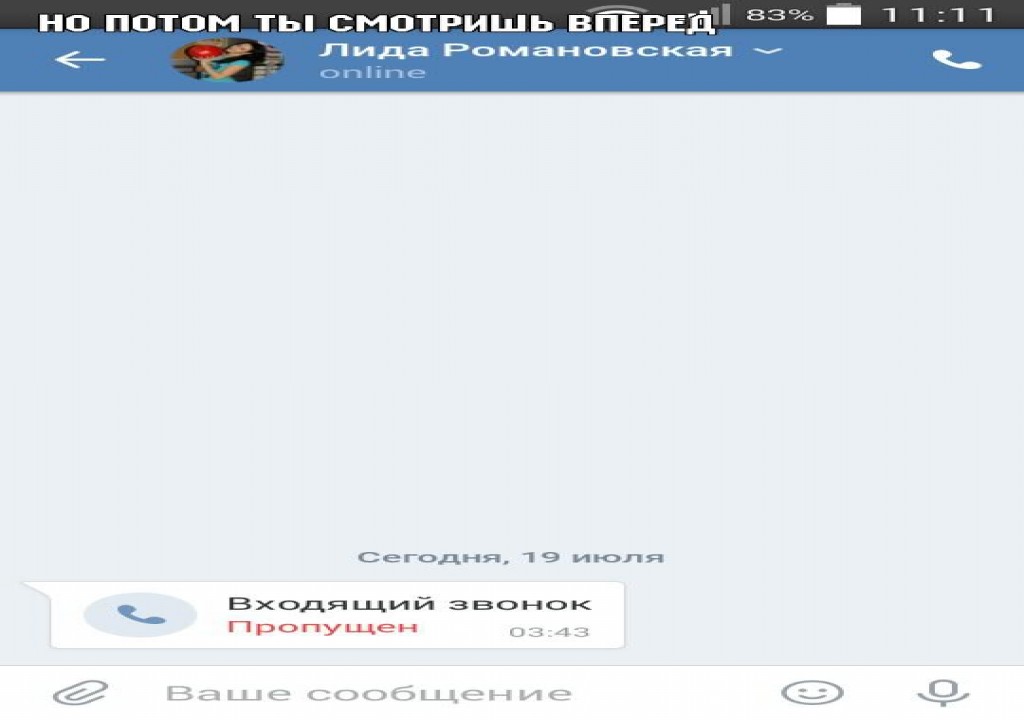 НО ПОТОМ ТЫ СМОТРИШЬ ВПЕРЕД
83% 11:11
Лида Романовская
online
Сегодня, 19 июля
Входящий звонок
Пропущен 03:43
Ваше сообщение